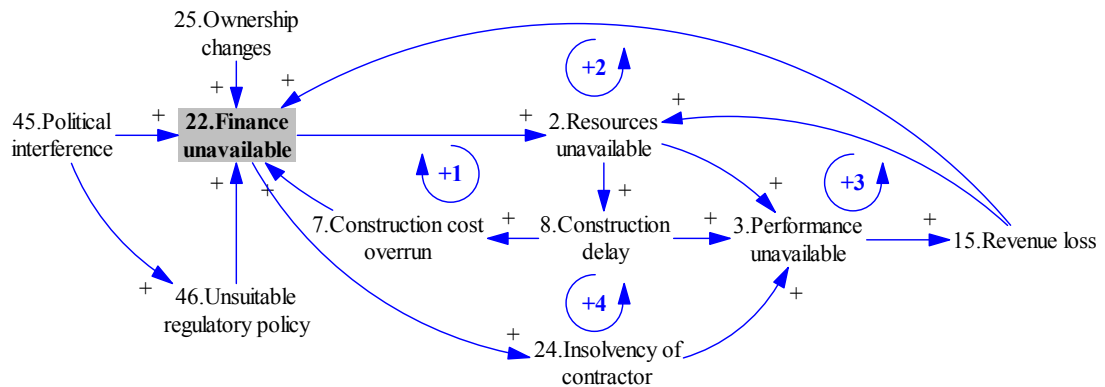 25.Ownership
changes
+2
+
+
+
45.Political
interference
+
22.Finance
unavailable
+
2.Resources
unavailable
+
+1
+3
+
+
+
+
7.Construction cost
overrun
+
8.Construction
delay
+
3.Performance
unavailable
+
15.Revenue loss
+
46.Unsuitable
regulatory policy
+4
+
+
24.Insolvency of
contractor